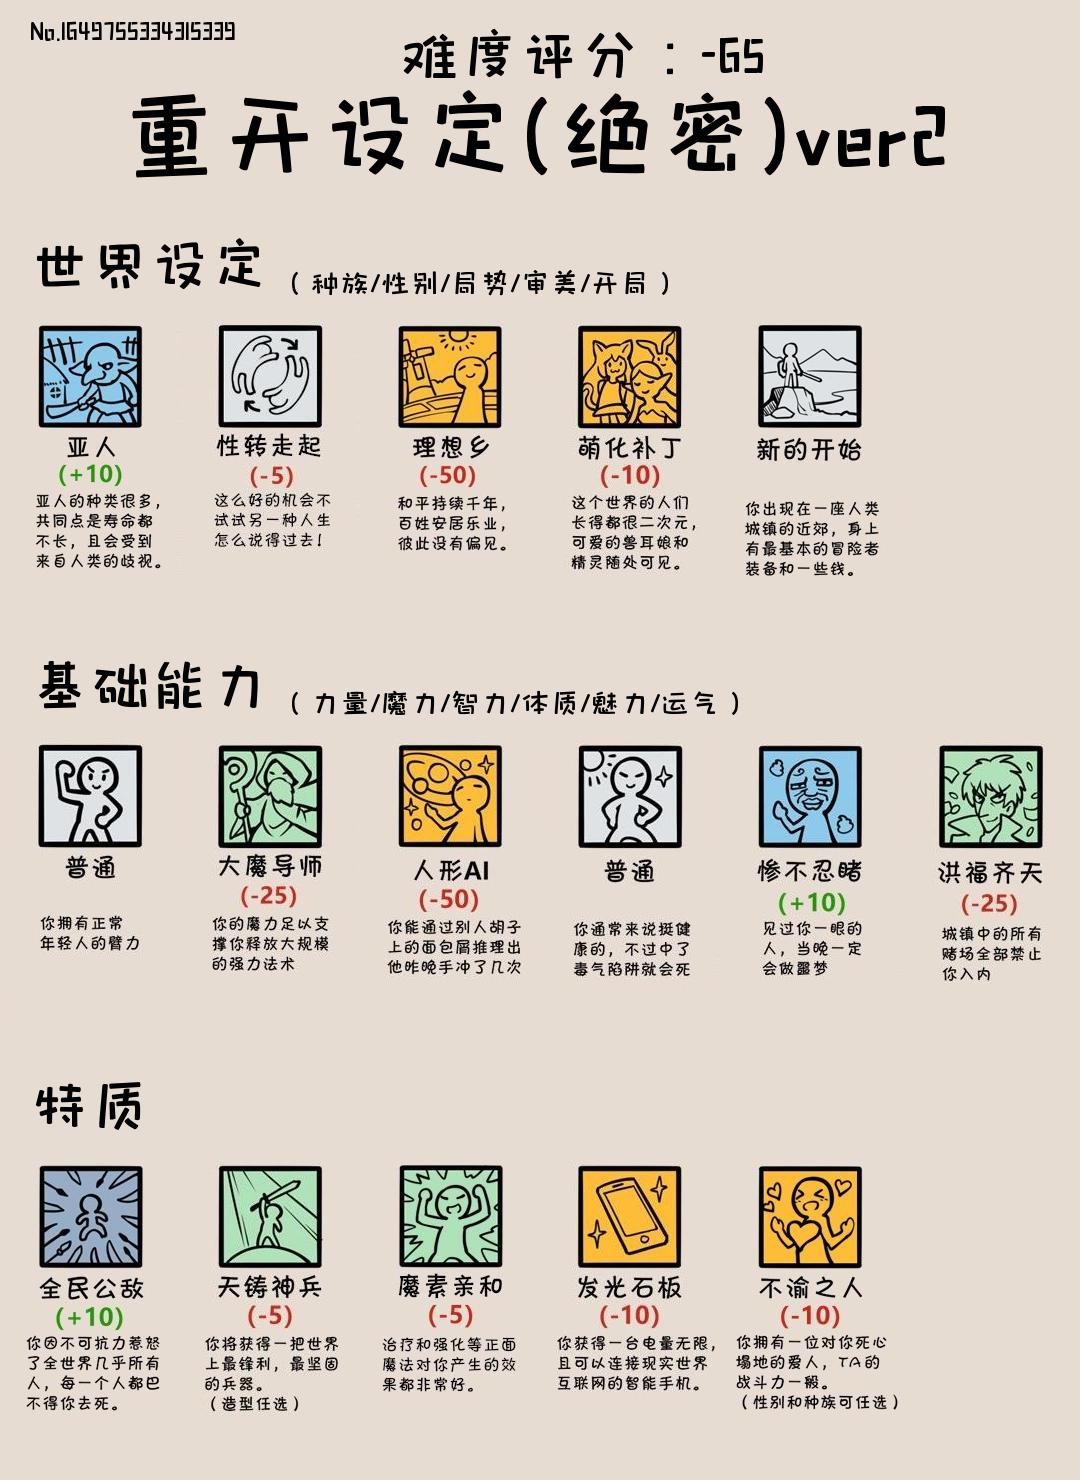 No.1649755334315339
难度评分：-65
重开设定(绝密)ver2
世界设定（种族/性别/局势/审美/开局）
亚人
(+10)
亚人的种类很多，
共同点是寿命都
不长，且会受到
来自人类的歧视。
性转走起
(-5)
这么好的机会不
试试另一种人生
怎么说得过去！
理想乡
(-50)
和平持续千年，
百姓安居乐业，
彼此没有偏见。
萌化补丁
(-10)
这个世界的人们
长得都很二次元，
可爱的兽耳娘和
精灵随处可见。
新的开始
你出现在一座人类
城镇的近郊，身上
有最基本的冒险者
装备和一些钱。
基础能力（力量/魔力/智力/体质/魅力/运气）
普通
你拥有正常
年轻人的臂力
大魔导师
(-25)
你的魔力足以支
撑你释放大规模
的强力法术
人形AI
(-50)
你能通过别人胡子
上的面包屑推理出
他昨晚手冲了几次
普通
你通常来说挺健
康的，不过中了
毒气陷阱就会死
惨不忍睹
(+10)
见过你一眼的
人，当晚一定
会做噩梦
洪福齐天
(-25)
城镇中的所有
赌场全部禁止
你入内
特质
全民公敌
(+10)
你因不可抗力惹怒
了全世界几乎所有
人，每一个人都巴
不得你去死。
天铸神兵
(-5)
你将获得一把世界
上最锋利，最坚固
的兵器。
（造型任选）
魔素亲和
(-5)
治疗和强化等正面
魔法对你产生的效
果都非常好。
发光石板
(-10)
你获得一台电量无限，
且可以连接现实世界
互联网的智能手机。
不渝之人
(-10)
你拥有一位对你死心
塌地的爱人，TA的
战斗力一般。
（性别和种族可任选）